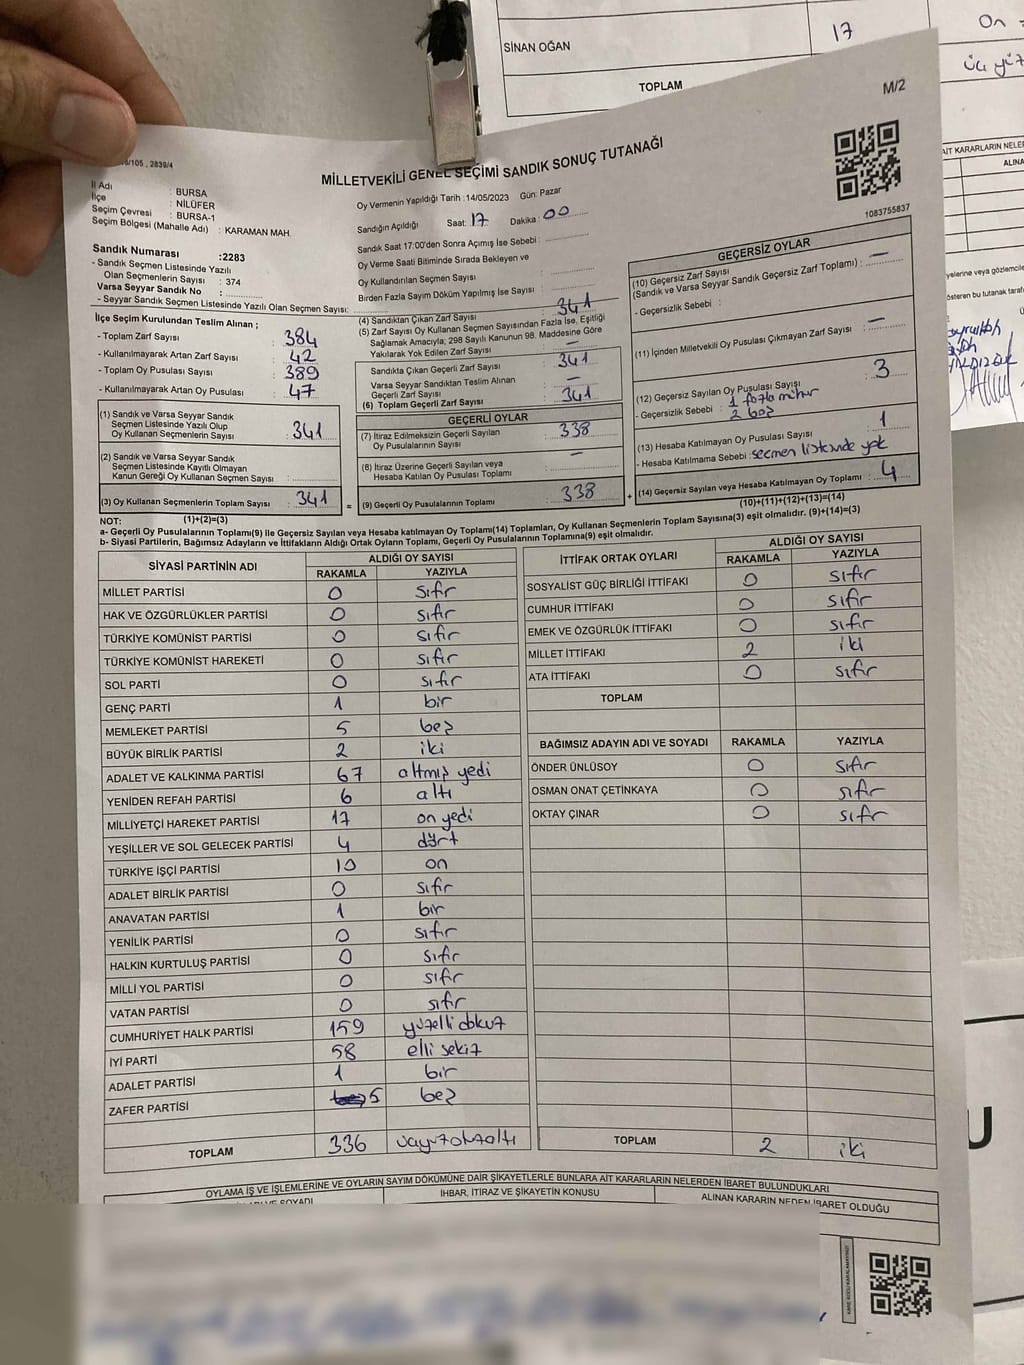 SİNAN OĞAN 17 On
TOPLAM üç yüz
M/2
/105 , 2839/4
MİLLETVEKİLİ GENEL SEÇİMİ SANDIK SONUÇ TUTANAĞI
1083755837
İl Adı : BURSA
İlçe : NİLÜFER
Seçim Çevresi : BURSA-1
Seçim Bölgesi (Mahalle Adı) : KARAMAN MAH.
Sandık Numarası :2283
- Sandık Seçmen Listesinde Yazılı
Olan Seçmenlerin Sayısı : 374
Varsa Seyyar Sandık No :
- Seyyar Sandık Seçmen Listesinde Yazılı Olan Seçmen Sayısı:
Oy Vermenin Yapıldığı Tarih :14/05/2023 Gün: Pazar
Sandığın Açıldığı Saat: 17 Dakika : 00
Sandık Saat 17:00'den Sonra Açımış İse Sebebi :
Oy Verme Saati Bitiminde Sırada Bekleyen ve
Oy Kullandırılan Seçmen Sayısı :
Birden Fazla Sayım Döküm Yapılmış İse Sayısı :
İlçe Seçim Kurulundan Teslim Alınan ;
- Toplam Zarf Sayısı : 384
- Kullanılmayarak Artan Zarf Sayısı : 42
- Toplam Oy Pusulası Sayısı : 389
- Kullanılmayarak Artan Oy Pusulası : 47
(1) Sandık ve Varsa Seyyar Sandık
Seçmen Listesinde Yazılı Olup
Oy Kullanan Seçmenlerin Sayısı : 341
(2) Sandık ve Varsa Seyyar Sandık
Seçmen Listesinde Kayıtlı Olmayan
Kanun Gereği Oy Kullanan Seçmen Sayısı :
(3) Oy Kullanan Seçmenlerin Toplam Sayısı : 341
(1)+(2)=(3)
(4) Sandıktan Çıkan Zarf Sayısı : 341
(5) Zarf Sayısı Oy Kullanan Seçmen Sayısından Fazla İse, Eşitliği
Sağlamak Amacıyla; 298 Sayılı Kanunun 98. Maddesine Göre
Yakılarak Yok Edilen Zarf Sayısı : —
Sandıkta Çıkan Geçerli Zarf Sayısı : 341
Varsa Seyyar Sandıktan Teslim Alınan
Geçerli Zarf Sayısı : —
(6) Toplam Geçerli Zarf Sayısı : 341
GEÇERLİ OYLAR
(7) İtiraz Edilmeksizin Geçerli Sayılan
Oy Pusulalarının Sayısı : 338
(8) İtiraz Üzerine Geçerli Sayılan veya
Hesaba Katılan Oy Pusulası Toplamı : —
= (9) Geçerli Oy Pusulalarının Toplamı : 338
GEÇERSİZ OYLAR
(10) Geçersiz Zarf Sayısı
(Sandık ve Varsa Seyyar Sandık Geçersiz Zarf Toplamı) : —
- Geçersizlik Sebebi :
(11) İçinden Milletvekili Oy Pusulası Çıkmayan Zarf Sayısı : —
(12) Geçersiz Sayılan Oy Pusulası Sayısı : 3
- Geçersizlik Sebebi : 1 fazla mühür
2 boş
(13) Hesaba Katılmayan Oy Pusulası Sayısı : 1
- Hesaba Katılmama Sebebi :seçmen listesinde yok
+ (14) Geçersiz Sayılan veya Hesaba Katılmayan Oy Toplamı : 4
(10)+(11)+(12)+(13)=(14)
NOT:
a- Geçerli Oy Pusulalarının Toplamı(9) ile Geçersiz Sayılan veya Hesaba katılmayan Oy Toplamı(14) Toplamları, Oy Kullanan Seçmenlerin Toplam Sayısına(3) eşit olmalıdır. (9)+(14)=(3)
b- Siyasi Partilerin, Bağımsız Adayların ve İttifakların Aldığı Ortak Oyların Toplamı, Geçerli Oy Pusulalarının Toplamına(9) eşit olmalıdır.
SİYASİ PARTİNİN ADI ALDIĞI OY SAYISI
RAKAMLA YAZIYLA
MİLLET PARTİSİ 0 sıfır
HAK VE ÖZGÜRLÜKLER PARTİSİ 0 sıfır
TÜRKİYE KOMÜNİST PARTİSİ 0 sıfır
TÜRKİYE KOMÜNİST HAREKETİ 0 sıfır
SOL PARTİ 0 sıfır
GENÇ PARTİ 1 bir
MEMLEKET PARTİSİ 5 beş
BÜYÜK BİRLİK PARTİSİ 2 iki
ADALET VE KALKINMA PARTİSİ 67 altmış yedi
YENİDEN REFAH PARTİSİ 6 altı
MİLLİYETÇİ HAREKET PARTİSİ 17 on yedi
YEŞİLLER VE SOL GELECEK PARTİSİ 4 dört
TÜRKİYE İŞÇİ PARTİSİ 10 on
ADALET BİRLİK PARTİSİ 0 sıfır
ANAVATAN PARTİSİ 1 bir
YENİLİK PARTİSİ 0 sıfır
HALKIN KURTULUŞ PARTİSİ 0 sıfır
MİLLİ YOL PARTİSİ 0 sıfır
VATAN PARTİSİ 0 sıfır
CUMHURİYET HALK PARTİSİ 159 yüzelli dokuz
İYİ PARTİ 58 elli sekiz
ADALET PARTİSİ 1 bir
ZAFER PARTİSİ 5 beş
TOPLAM 336 üçyüzotuzaltı
İTTİFAK ORTAK OYLARI ALDIĞI OY SAYISI
RAKAMLA YAZIYLA
SOSYALİST GÜÇ BİRLİĞİ İTTİFAKI 0 sıfır
CUMHUR İTTİFAKI 0 sıfır
EMEK VE ÖZGÜRLÜK İTTİFAKI 0 sıfır
MİLLET İTTİFAKI 2 iki
ATA İTTİFAKI 0 sıfır
TOPLAM
BAĞIMSIZ ADAYIN ADI VE SOYADI RAKAMLA YAZIYLA
ÖNDER ÜNLÜSOY 0 sıfır
OSMAN ONAT ÇETİNKAYA 0 sıfır
OKTAY ÇINAR 0 sıfır
TOPLAM 2 iki
OYLAMA İŞ VE İŞLEMLERİNE VE OYLARIN SAYIM DÖKÜMÜNE DAİR ŞİKAYETLERLE BUNLARA AİT KARARLARIN NELERDEN İBARET BULUNDUKLARI
SOYADI İHBAR, İTİRAZ VE ŞİKAYETİN KONUSU ALINAN KARARIN NEDEN İBARET OLDUĞU
AİT KARARLARIN NELER
ALINA
yelerine veya gözlemcile
österen bu tutanak taraf
U